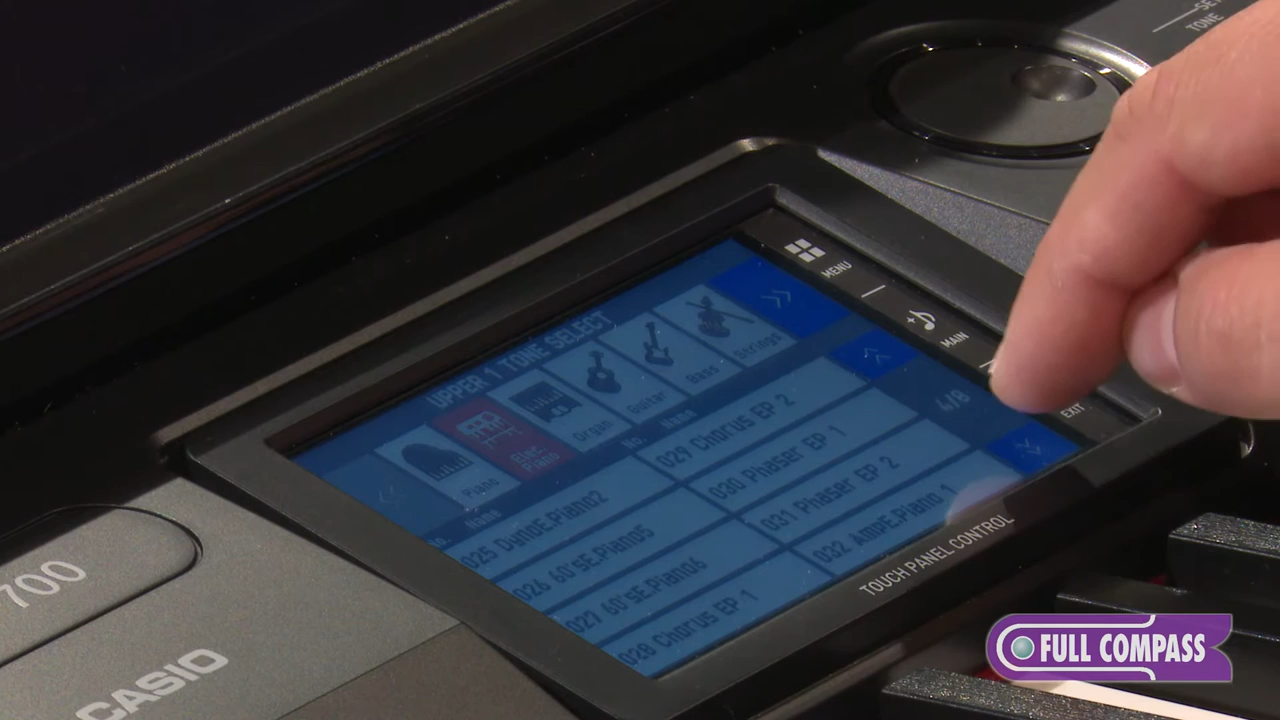 SET
TONE
MENU
MAIN
EXIT
UPPER 1 TONE SELECT
Piano
Elec.
Piano
Organ
Guitar
Bass
Strings
Name
No. Name
4/8
025 DynoE.Piano2
026 60'sE.Piano5
027 60'sE.Piano6
028 Chorus EP 1
029 Chorus EP 2
030 Phaser EP 1
031 Phaser EP 2
032 AmpE.Piano 1
TOUCH PANEL CONTROL
700
CASIO
FULL COMPASS